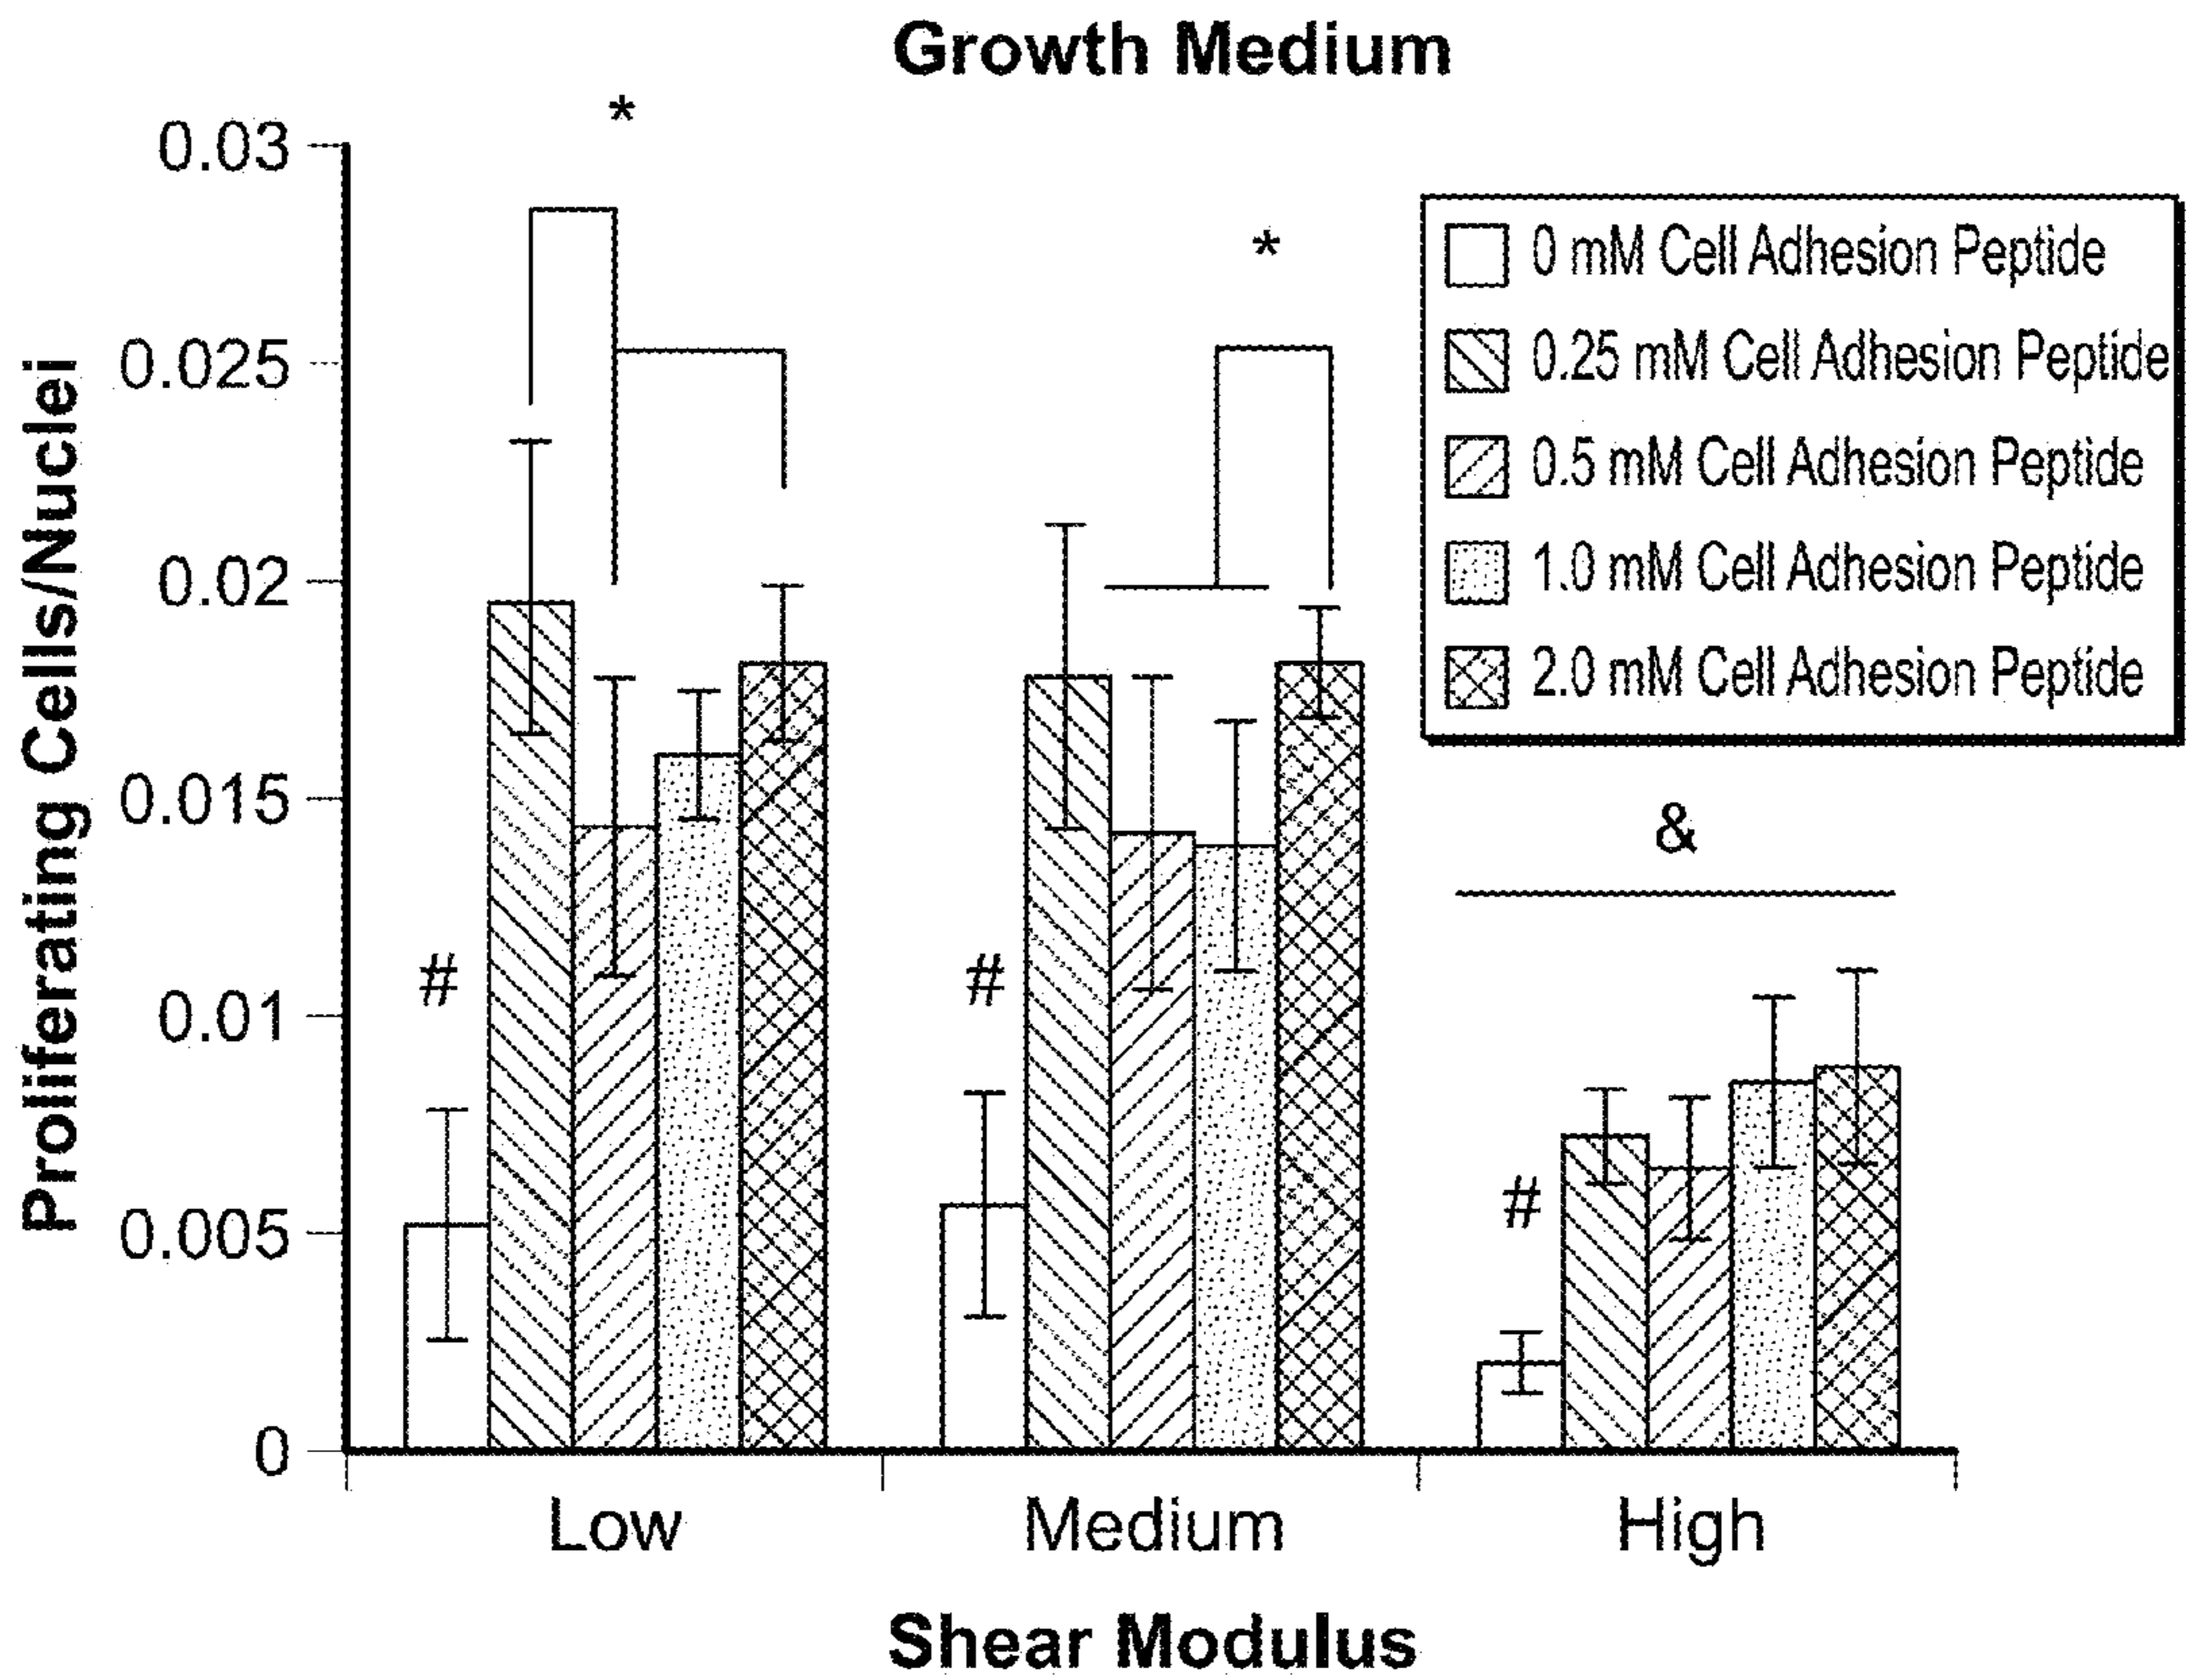 Growth Medium
*
0.03
*
0 mM Cell Adhesion Peptide
0.25 mM Cell Adhesion Peptide
0.5 mM Cell Adhesion Peptide
1.0 mM Cell Adhesion Peptide
2.0 mM Cell Adhesion Peptide
0.025
0.02
0.015
0.01
0.005
0
Proliferating Cells/Nuclei
#
#
&
#
Low
Medium
High
Shear Modulus